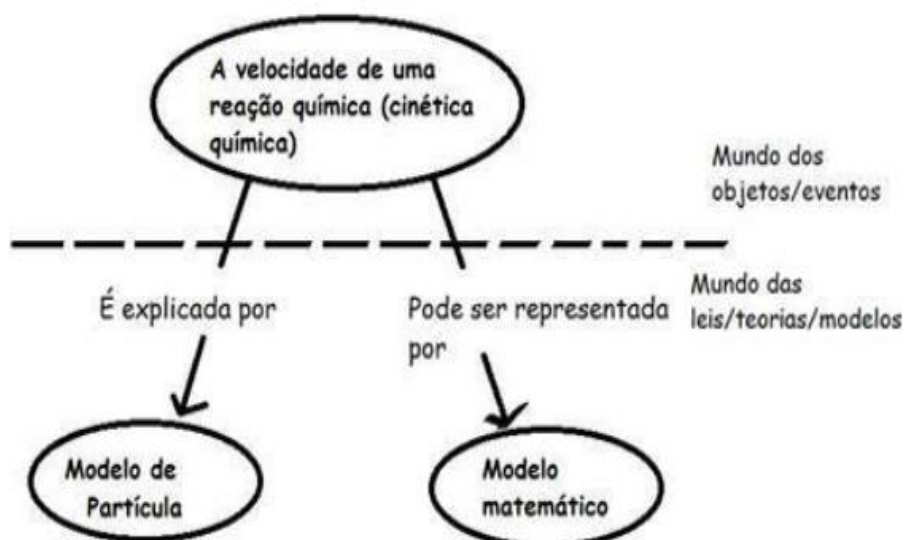 A velocidade de uma
reação química (cinética
química)
Mundo dos
objetos/eventos
Mundo das
leis/teorias/modelos
É explicada por
Pode ser representada
por
Modelo de
Partícula
Modelo
matemático